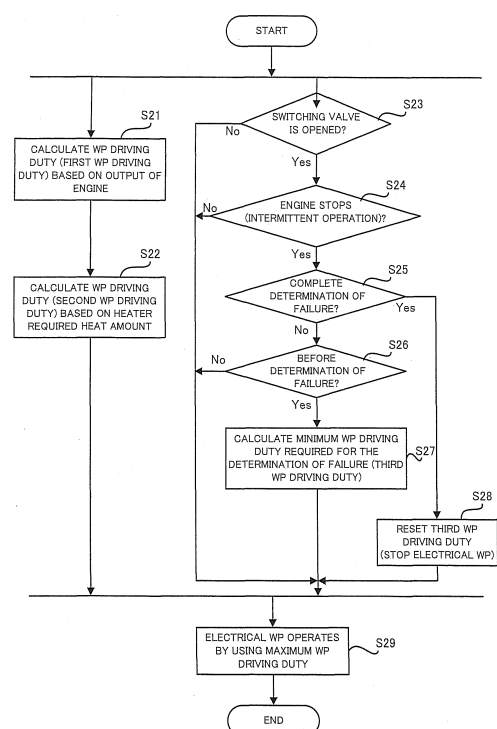 START
S21
CALCULATE WP DRIVING
DUTY (FIRST WP DRIVING
DUTY) BASED ON OUTPUT OF
ENGINE
S22
CALCULATE WP DRIVING
DUTY (SECOND WP DRIVING
DUTY) BASED ON HEATER
REQUIRED HEAT AMOUNT
S23
SWITCHING VALVE
IS OPENED?
No
Yes
S24
ENGINE STOPS
(INTERMITTENT OPERATION)?
No
Yes
S25
COMPLETE
DETERMINATION OF
FAILURE?
Yes
No
S26
BEFORE
DETERMINATION OF
FAILURE?
No
Yes
CALCULATE MINIMUM WP DRIVING
DUTY REQUIRED FOR THE
DETERMINATION OF FAILURE (THIRD
WP DRIVING DUTY)
S27
S28
RESET THIRD WP
DRIVING DUTY
(STOP ELECTRICAL WP)
ELECTRICAL WP OPERATES
BY USING MAXIMUM WP
DRIVING DUTY
S29
END